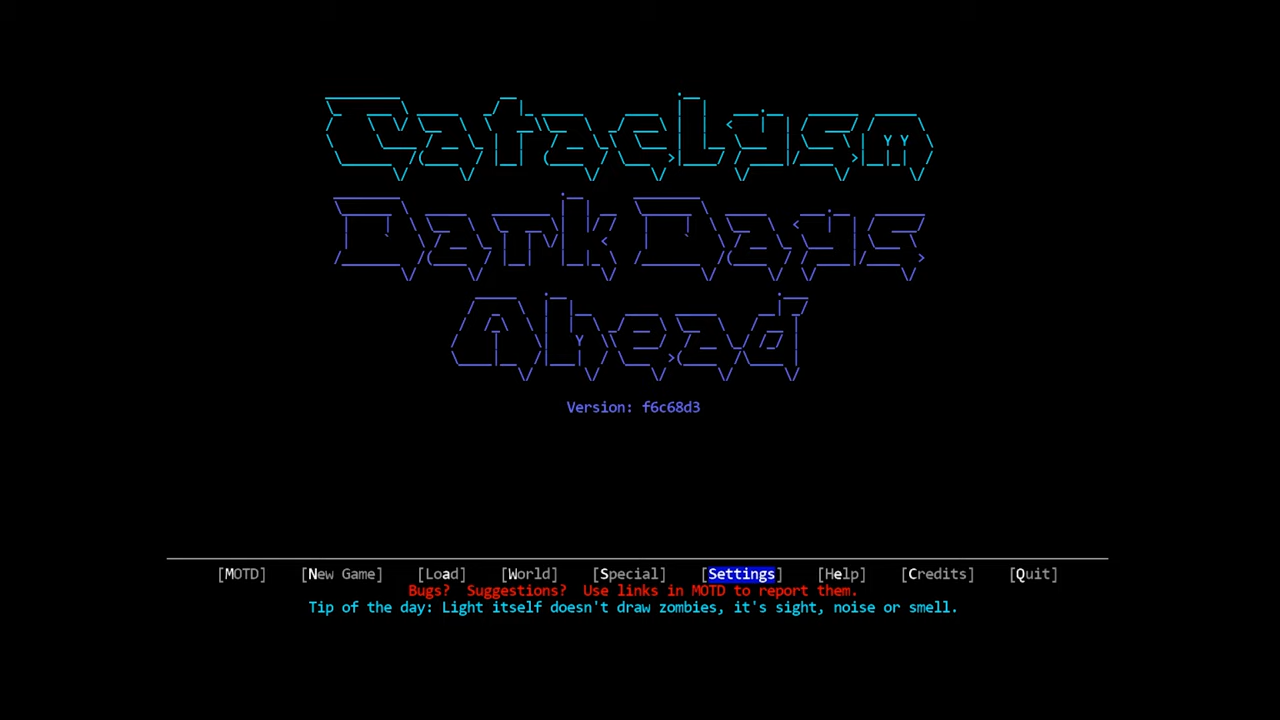 Cataclysm
Dark Days
Ahead
Version: f6c68d3
[MOTD] [New Game] [Load] [World] [Special] [Settings] [Help] [Credits] [Quit]
Bugs? Suggestions? Use links in MOTD to report them.
Tip of the day: Light itself doesn't draw zombies, it's sight, noise or smell.